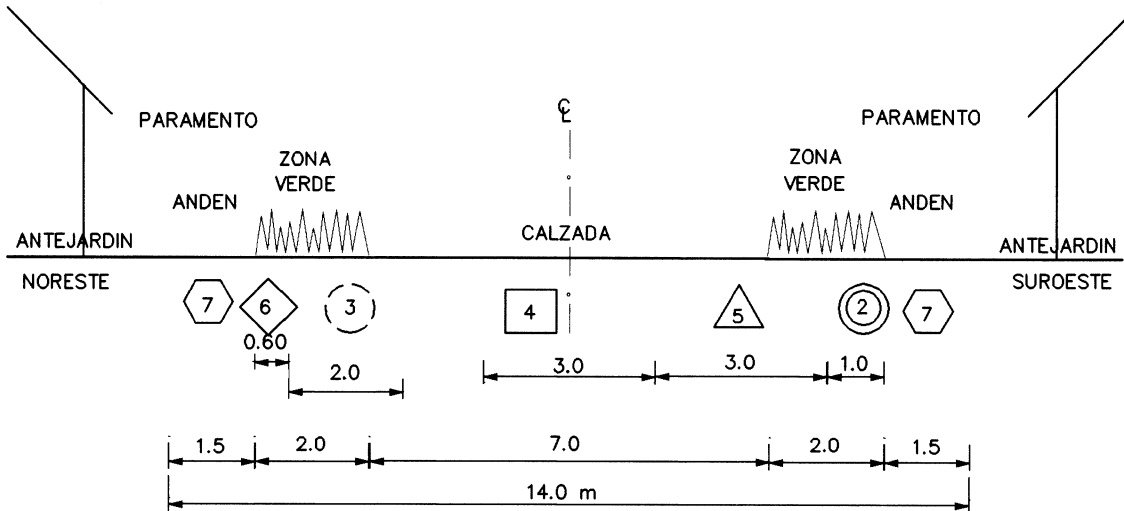 ℄
PARAMENTO PARAMENTO
ZONA VERDE ZONA VERDE
ANDEN ANDEN
ANTEJARDIN CALZADA ANTEJARDIN
NORESTE SUROESTE
7 6 3 4 5 2 7
0.60
2.0 3.0 3.0 1.0
1.5 2.0 7.0 2.0 1.5
14.0 m